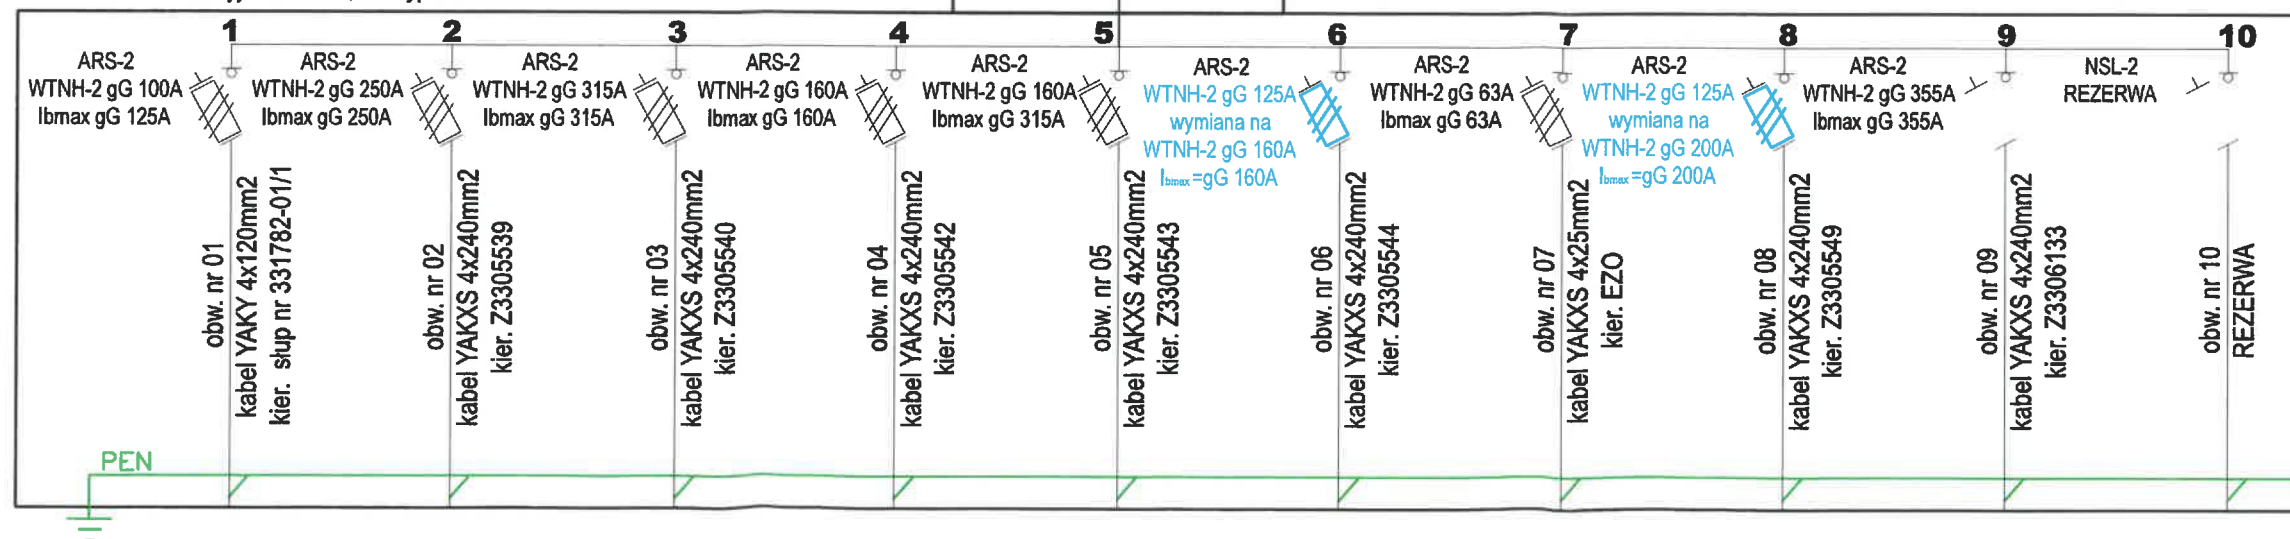 1
2
3
4
5
6
7
8
9
10
ARS-2
WTNH-2 gG 100A
Ibmax gG 125A
ARS-2
WTNH-2 gG 250A
Ibmax gG 250A
ARS-2
WTNH-2 gG 315A
Ibmax gG 315A
ARS-2
WTNH-2 gG 160A
Ibmax gG 160A
ARS-2
WTNH-2 gG 160A
Ibmax gG 315A
ARS-2
WTNH-2 gG 125A
wymiana na
WTNH-2 gG 160A
Ibmax=gG 160A
ARS-2
WTNH-2 gG 63A
Ibmax gG 63A
ARS-2
WTNH-2 gG 125A
wymiana na
WTNH-2 gG 200A
Ibmax=gG 200A
ARS-2
WTNH-2 gG 355A
Ibmax gG 355A
NSL-2
REZERWA
obw. nr 01
kabel YAKY 4x120mm2
kier. słup nr 331782-01/1
obw. nr 02
kabel YAKXS 4x240mm2
kier. Z3305539
obw. nr 03
kabel YAKXS 4x240mm2
kier. Z3305540
obw. nr 04
kabel YAKXS 4x240mm2
kier. Z3305542
obw. nr 05
kabel YAKXS 4x240mm2
kier. Z3305543
obw. nr 06
kabel YAKXS 4x240mm2
kier. Z3305544
obw. nr 07
kabel YAKXS 4x25mm2
kier. EZO
obw. nr 08
kabel YAKXS 4x240mm2
kier. Z3305549
obw. nr 09
kabel YAKXS 4x240mm2
kier. Z3306133
obw. nr 10
REZERWA
PEN